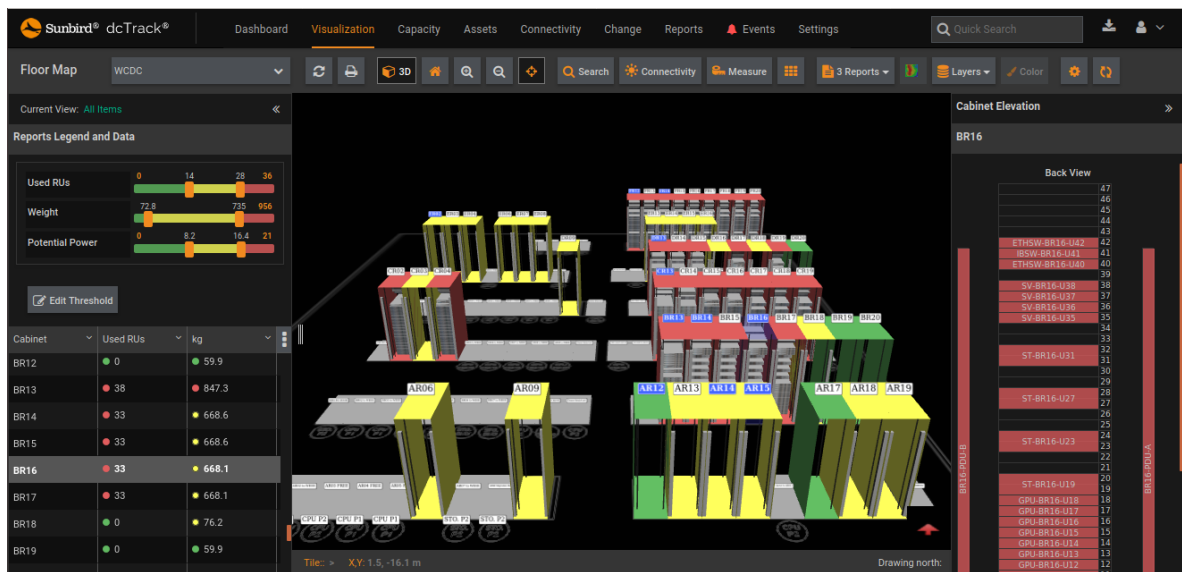 Sunbird® dcTrack® Dashboard Visualization Capacity Assets Connectivity Change Reports Events Settings Quick Search
Floor Map WCDC 3D Search Connectivity Measure 3 Reports Layers Color
Current View: All Items
Reports Legend and Data
Used RUs 0 14 28 36
Weight 72.8 735 956
Potential Power 0 8.2 16.4 21
Edit Threshold
Cabinet Used RUs kg
BR12 0 59.9
BR13 38 847.3
BR14 33 668.6
BR15 33 668.6
BR16 33 668.1
BR17 33 668.1
BR18 0 76.2
BR19 0 59.9
CR02 CR03 CR04
CR13 CR14 CR15 CR16 CR17 CR18 CR19
BR13 BR14 BR15 BR16 BR17 BR18 BR19 BR20
AR06 AR09 AR12 AR13 AR14 AR15 AR17 AR18 AR19
CPU P2 CPU P1 CPU P1 STO. P2 STO. P2
Tile: > X,Y: 1.5, -16.1 m
Drawing north:
Cabinet Elevation
BR16
Back View
47
46
45
44
43
ETHSW-BR16-U42 42
IBSW-BR16-U41 41
ETHSW-BR16-U40 40
39
SV-BR16-U38 38
SV-BR16-U37 37
SV-BR16-U36 36
SV-BR16-U35 35
34
33
32
ST-BR16-U31
31
30
29
28
ST-BR16-U27
27
26
25
24
ST-BR16-U23
23
22
21
20
ST-BR16-U19
19
GPU-BR16-U18 18
GPU-BR16-U17 17
GPU-BR16-U16 16
GPU-BR16-U15 15
GPU-BR16-U14 14
GPU-BR16-U13 13
GPU-BR16-U12 12
BR16-PDU-B
BR16-PDU-A